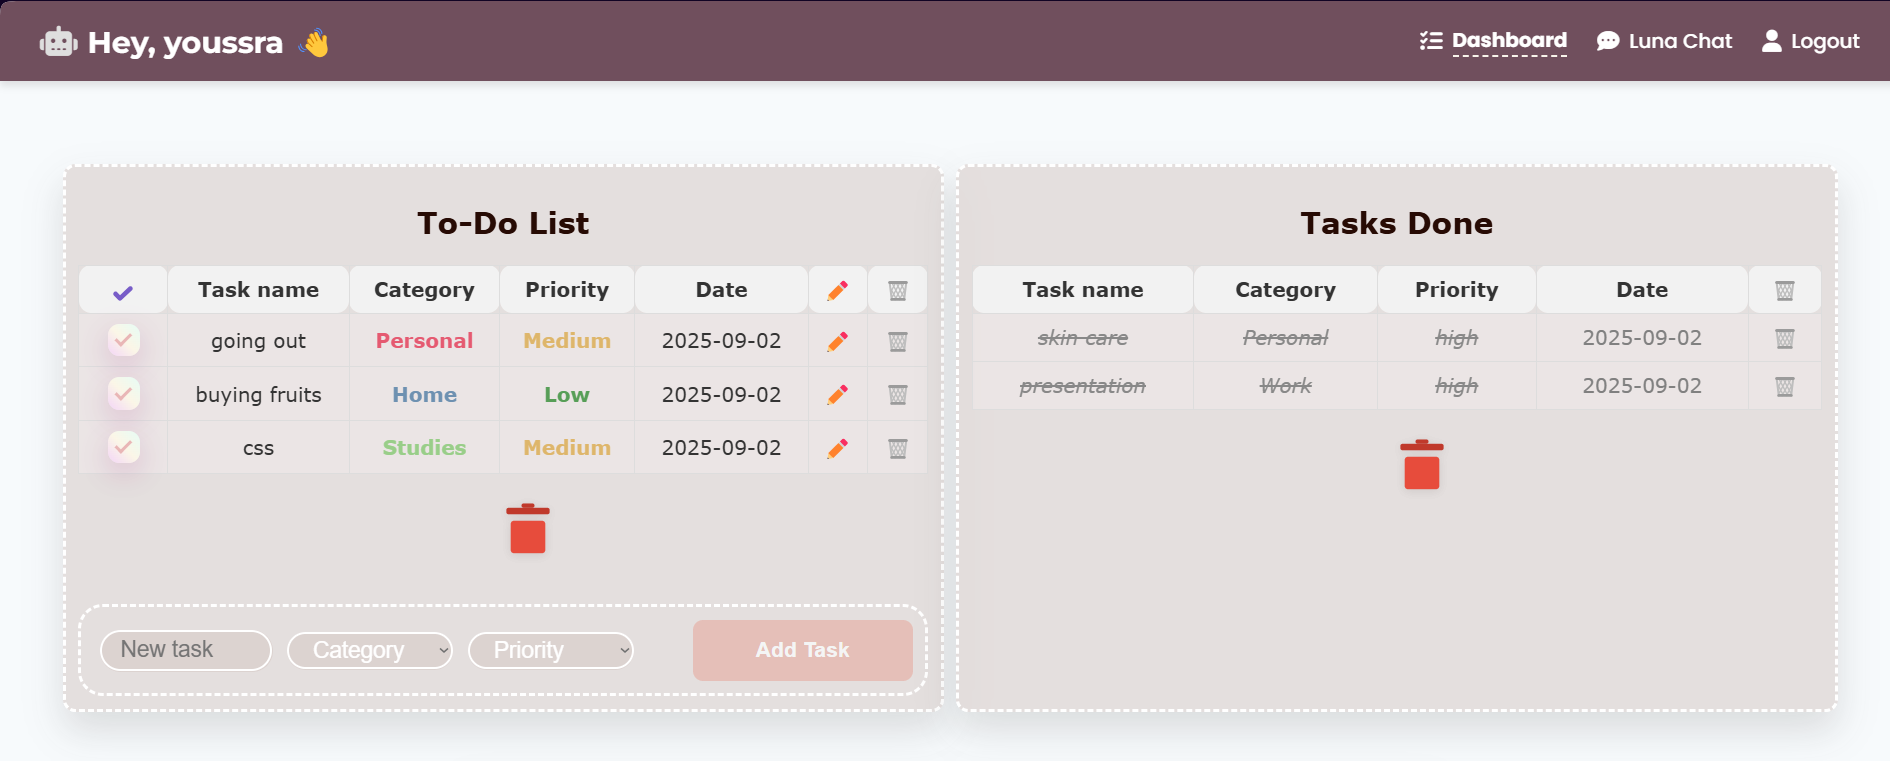 Hey, youssra 👋
Dashboard
Luna Chat
Logout
To-Do List
Task name Category Priority Date
going out Personal Medium 2025-09-02
buying fruits Home Low 2025-09-02
css Studies Medium 2025-09-02
New task Category Priority Add Task
Tasks Done
Task name Category Priority Date
skin care Personal high 2025-09-02
presentation Work high 2025-09-02